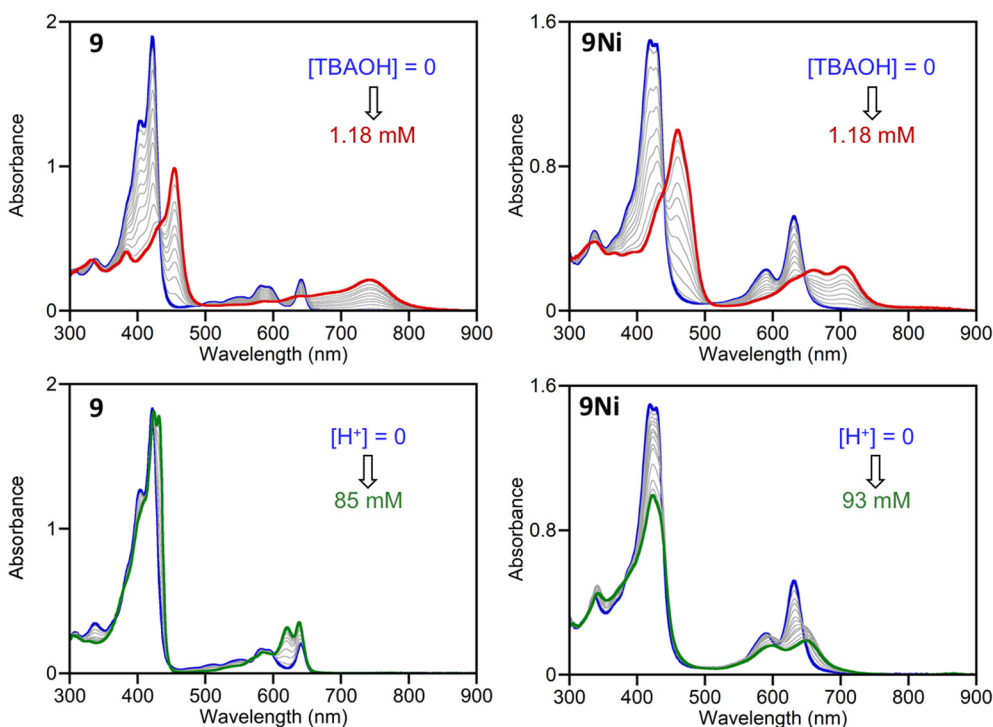 9
[TBAOH] = 0
1.18 mM
2
1
0
Absorbance
300 400 500 600 700 800 900
Wavelength (nm)
9Ni
[TBAOH] = 0
1.18 mM
1.6
0.8
0
Absorbance
300 400 500 600 700 800 900
Wavelength (nm)
9
[H⁺] = 0
85 mM
2
1
0
Absorbance
300 400 500 600 700 800 900
Wavelength (nm)
9Ni
[H⁺] = 0
93 mM
1.6
0.8
0
Absorbance
300 400 500 600 700 800 900
Wavelength (nm)